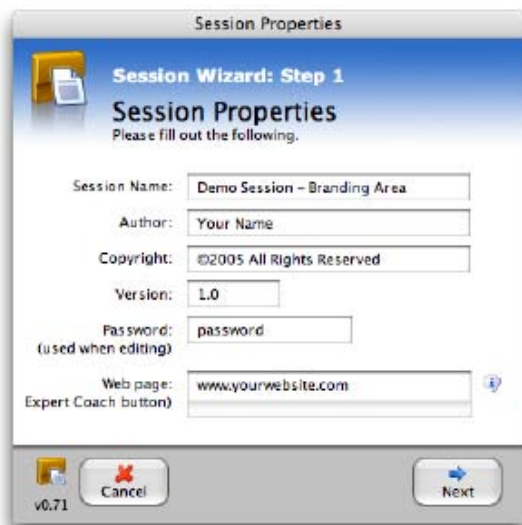 Session Properties
Session Wizard: Step 1
Session Properties
Please fill out the following.
Session Name: Demo Session – Branding Area
Author: Your Name
Copyright: ©2005 All Rights Reserved
Version: 1.0
Password: password
(used when editing)
Web page: www.yourwebsite.com
Expert Coach button)
v0.71
Cancel
Next